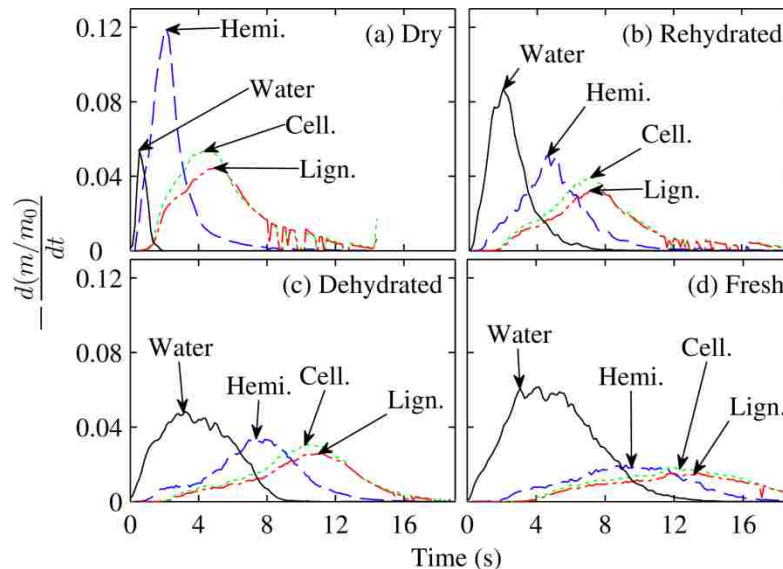 0.12
0.08
0.04
0
(a) Dry
Hemi.
Water
Cell.
Lign.
(b) Rehydrated
Water
Hemi.
Cell.
Lign.
− d(m/m0)
dt
0.12
0.08
0.04
0
(c) Dehydrated
Water
Hemi.
Cell.
Lign.
(d) Fresh
Water
Hemi.
Cell.
Lign.
0 4 8 12 16 0 4 8 12 16
Time (s)